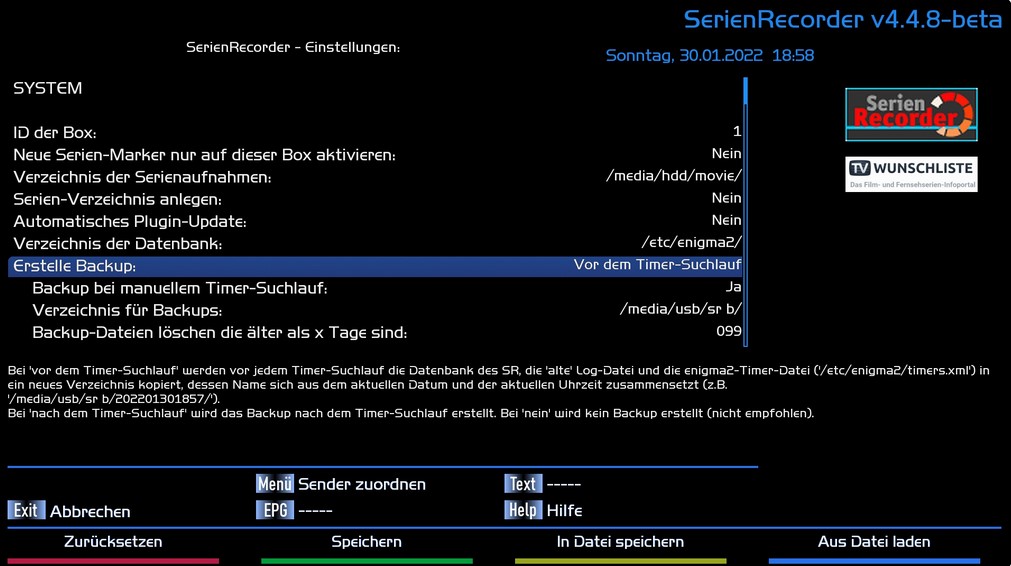 SerienRecorder v4.4.8-beta
SerienRecorder - Einstellungen:
Sonntag, 30.01.2022 18:58
SYSTEM
Serien
Recorder
ID der Box: 1
Neue Serien-Marker nur auf dieser Box aktivieren: Nein
TV WUNSCHLISTE
Das Film- und Fernsehserien-Infoportal
Verzeichnis der Serienaufnahmen: /media/hdd/movie/
Serien-Verzeichnis anlegen: Nein
Automatisches Plugin-Update: Nein
Verzeichnis der Datenbank: /etc/enigma2/
Erstelle Backup: Vor dem Timer-Suchlauf
Backup bei manuellem Timer-Suchlauf: Ja
Verzeichnis für Backups: /media/usb/sr b/
Backup-Dateien löschen die älter als x Tage sind: 099
Bei 'vor dem Timer-Suchlauf' werden vor jedem Timer-Suchlauf die Datenbank des SR, die 'alte' Log-Datei und die enigma2-Timer-Datei ('/etc/enigma2/timers.xml') in
ein neues Verzeichnis kopiert, dessen Name sich aus dem aktuellen Datum und der aktuellen Uhrzeit zusammensetzt (z.B.
'/media/usb/sr b/202201301857/').
Bei 'nach dem Timer-Suchlauf' wird das Backup nach dem Timer-Suchlauf erstellt. Bei 'nein' wird kein Backup erstellt (nicht empfohlen).
Menü Sender zuordnen Text -----
Exit Abbrechen EPG ----- Help Hilfe
Zurücksetzen Speichern In Datei speichern Aus Datei laden